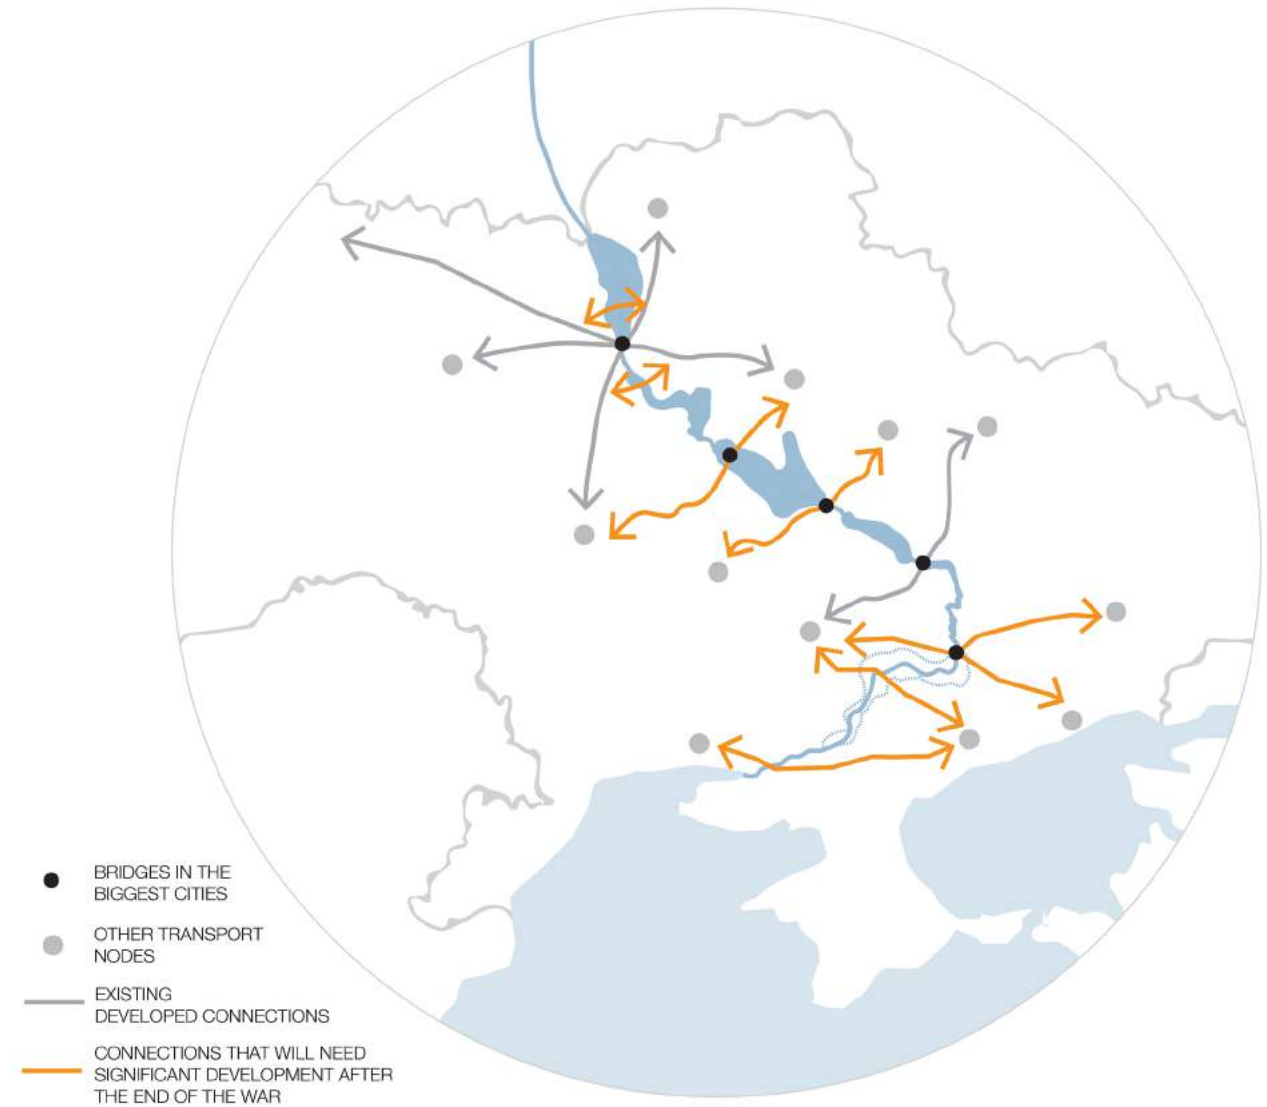 BRIDGES IN THE
BIGGEST CITIES
OTHER TRANSPORT
NODES
EXISTING
DEVELOPED CONNECTIONS
CONNECTIONS THAT WILL NEED
SIGNIFICANT DEVELOPMENT AFTER
THE END OF THE WAR